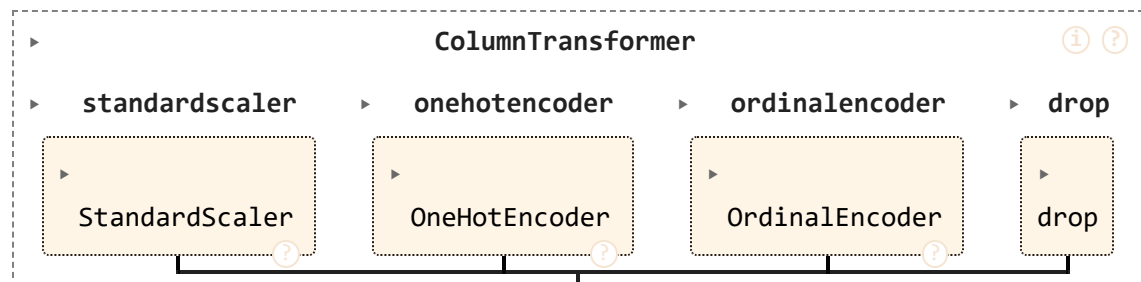 ▸ ColumnTransformer i ?
▸ standardscaler ▸ onehotencoder ▸ ordinalencoder ▸ drop
▸ ▸ ▸ ▸
StandardScaler OneHotEncoder OrdinalEncoder drop
? ? ?